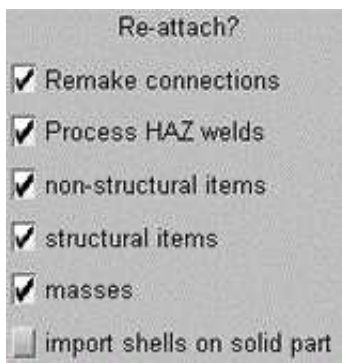 Re-attach?
Remake connections
Process HAZ welds
non-structural items
structural items
masses
import shells on solid part